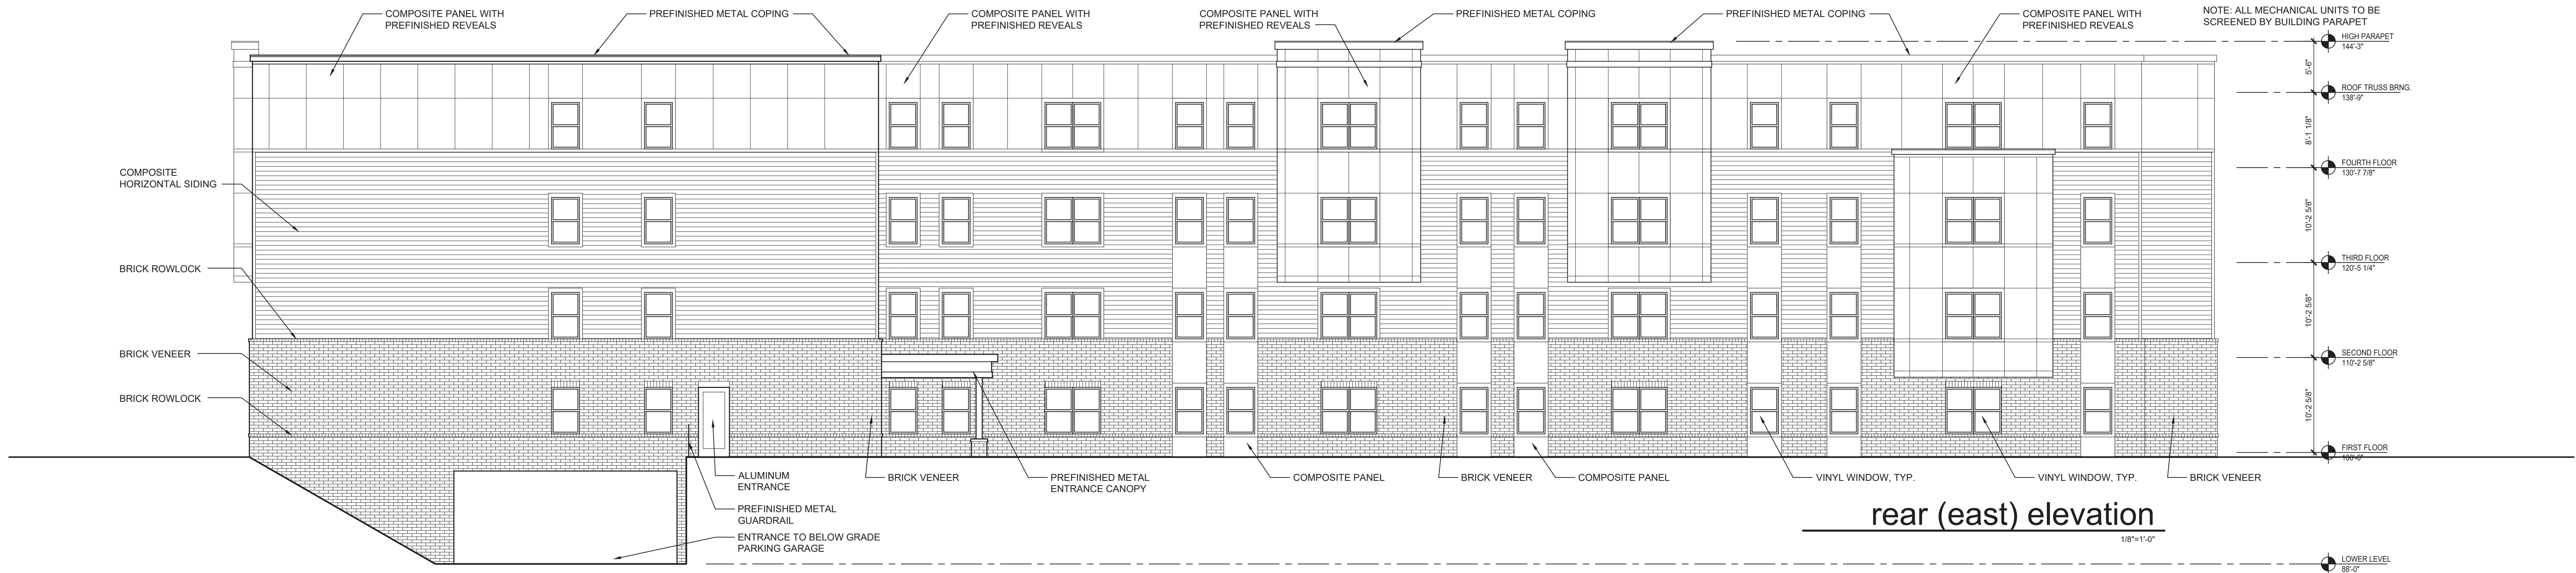 COMPOSITE PANEL WITH
PREFINISHED REVEALS
PREFINISHED METAL COPING
COMPOSITE PANEL WITH
PREFINISHED REVEALS
COMPOSITE PANEL WITH
PREFINISHED REVEALS
PREFINISHED METAL COPING
PREFINISHED METAL COPING
COMPOSITE PANEL WITH
PREFINISHED REVEALS
NOTE: ALL MECHANICAL UNITS TO BE
SCREENED BY BUILDING PARAPET
HIGH PARAPET
144'-3"
5'-6"
ROOF TRUSS BRNG.
138'-9"
8'-1 1/8"
FOURTH FLOOR
130'-7 7/8"
10'-2 5/8"
THIRD FLOOR
120'-5 1/4"
10'-2 5/8"
SECOND FLOOR
110'-2 5/8"
10'-2 5/8"
FIRST FLOOR
100'-0"
LOWER LEVEL
88'-0"
COMPOSITE
HORIZONTAL SIDING
BRICK ROWLOCK
BRICK VENEER
BRICK ROWLOCK
ALUMINUM
ENTRANCE
PREFINISHED METAL
GUARDRAIL
ENTRANCE TO BELOW GRADE
PARKING GARAGE
BRICK VENEER
PREFINISHED METAL
ENTRANCE CANOPY
COMPOSITE PANEL
BRICK VENEER
COMPOSITE PANEL
VINYL WINDOW, TYP.
VINYL WINDOW, TYP.
BRICK VENEER
rear (east) elevation
1/8"=1'-0"